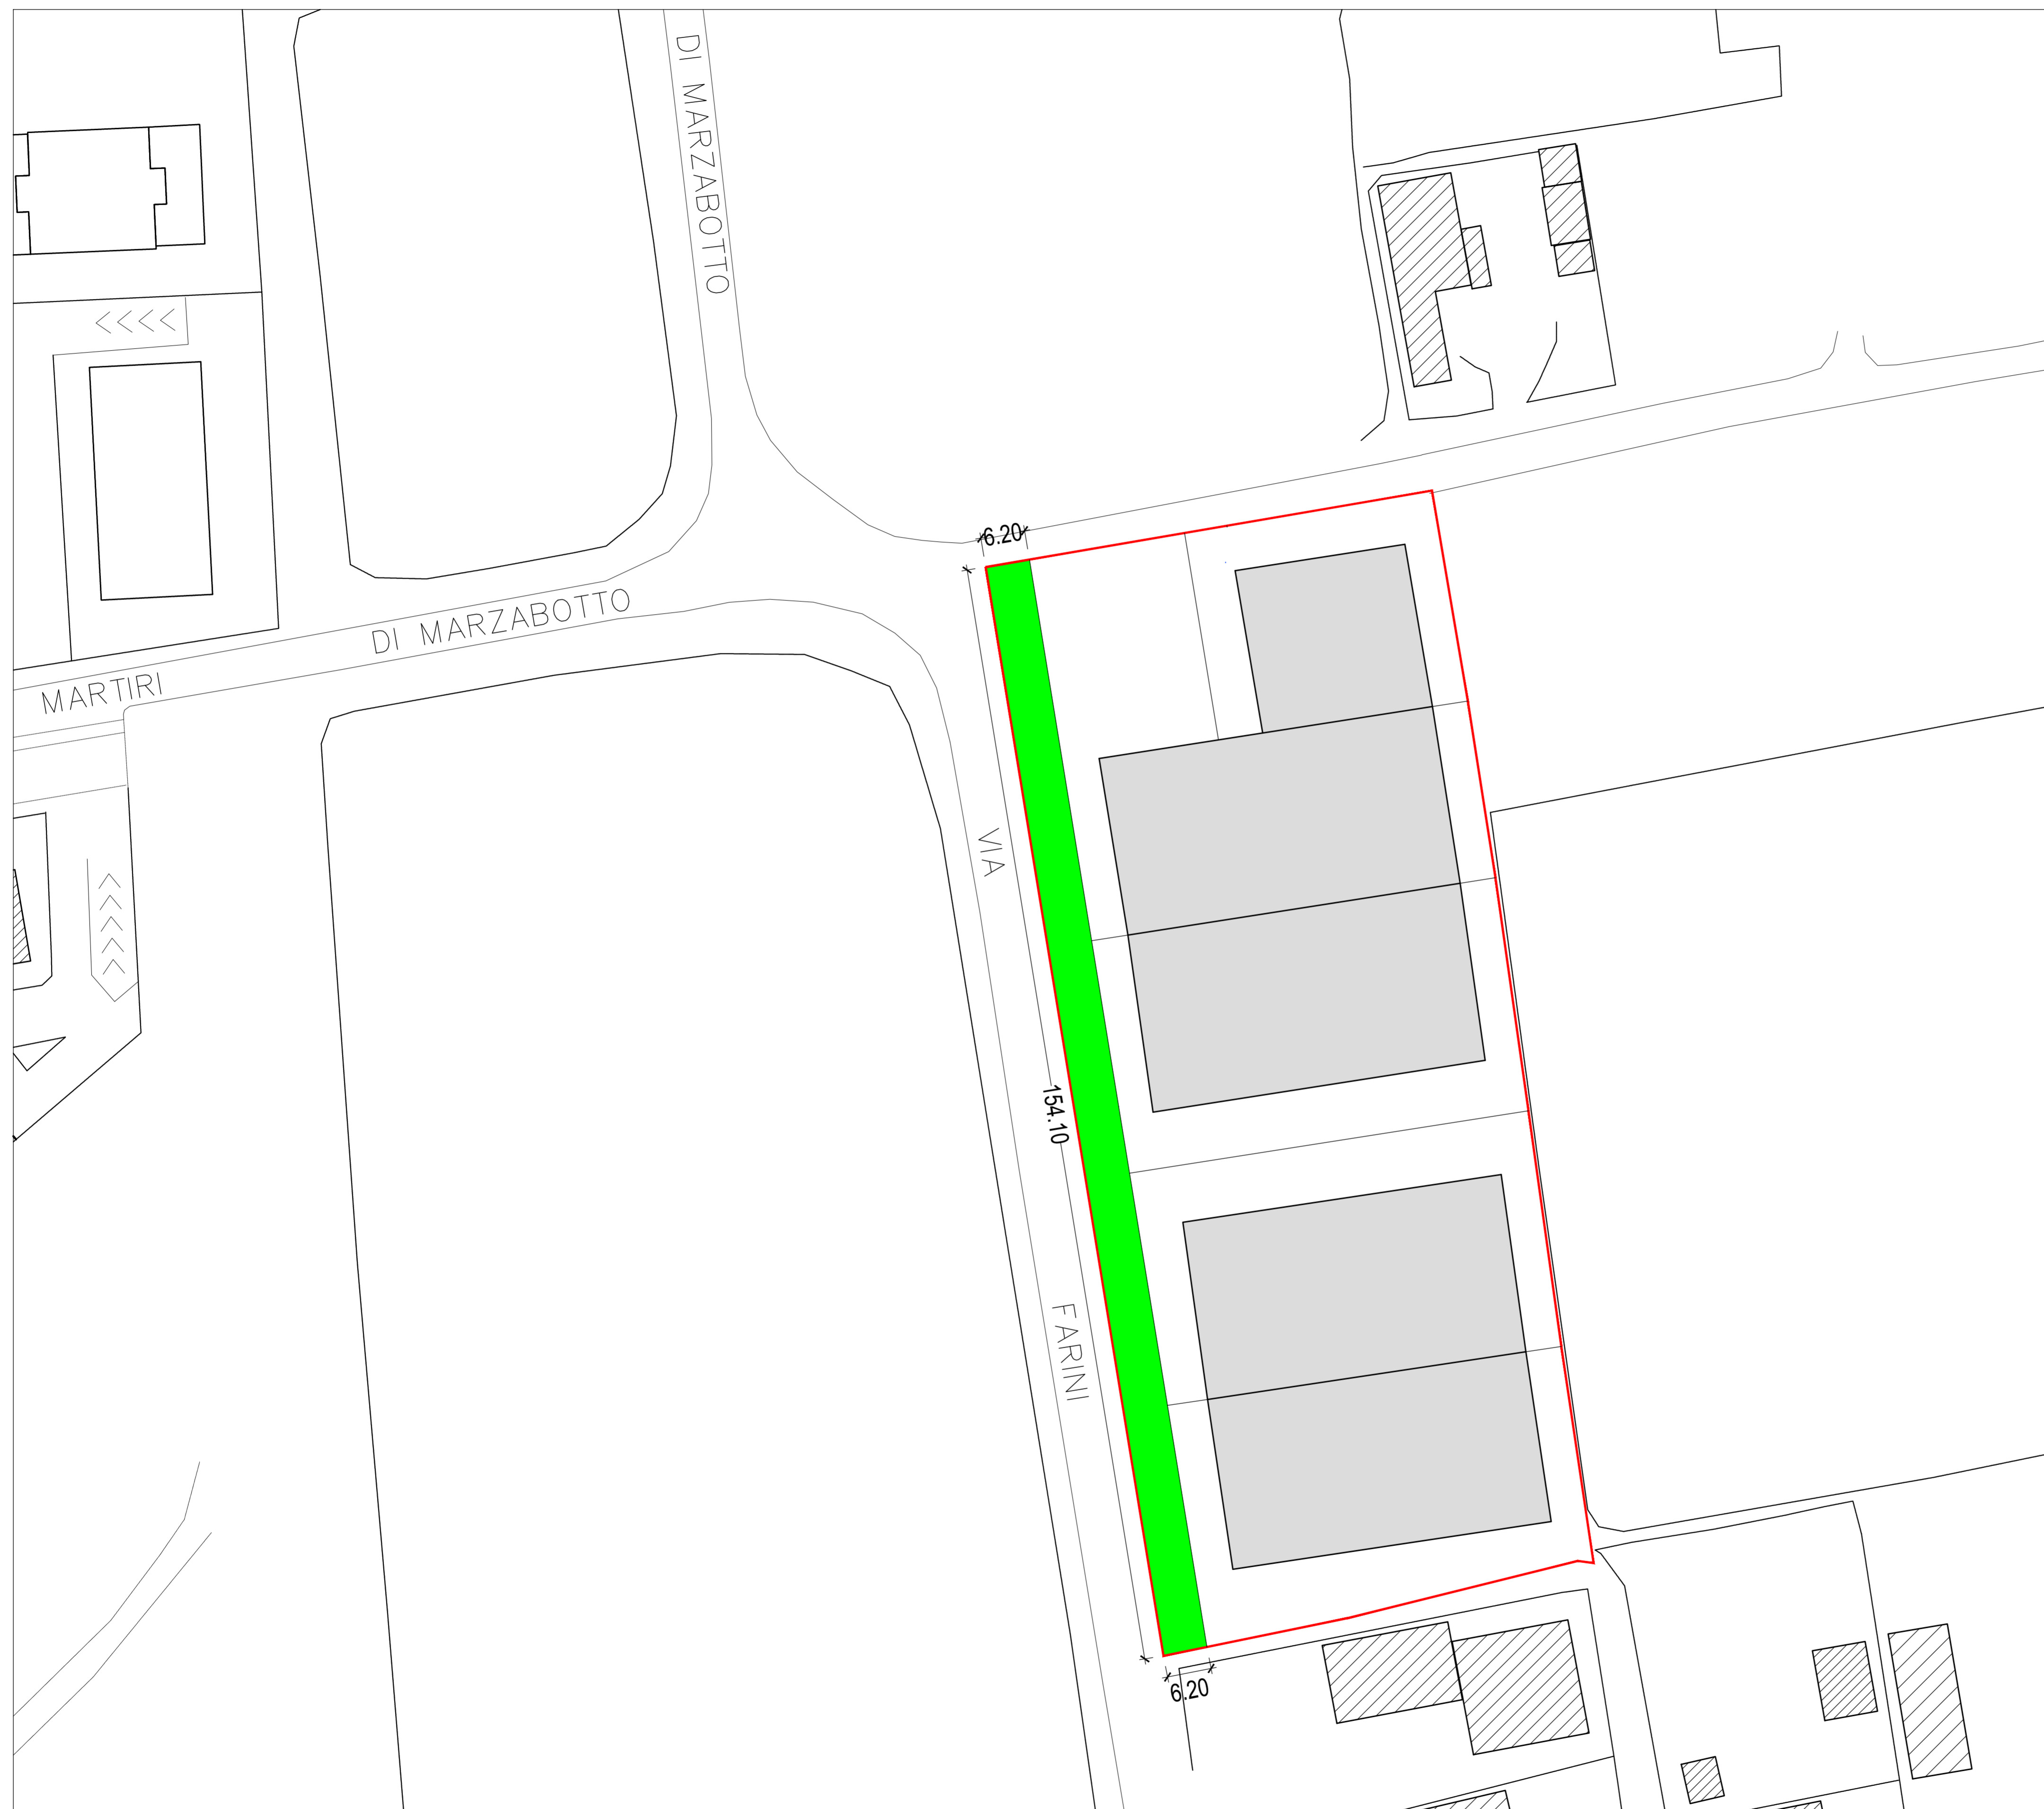 DI MARZABOTTO
6.20
DI MARZABOTTO
MARTIRI
VIA
154.10
FARINI
6.20